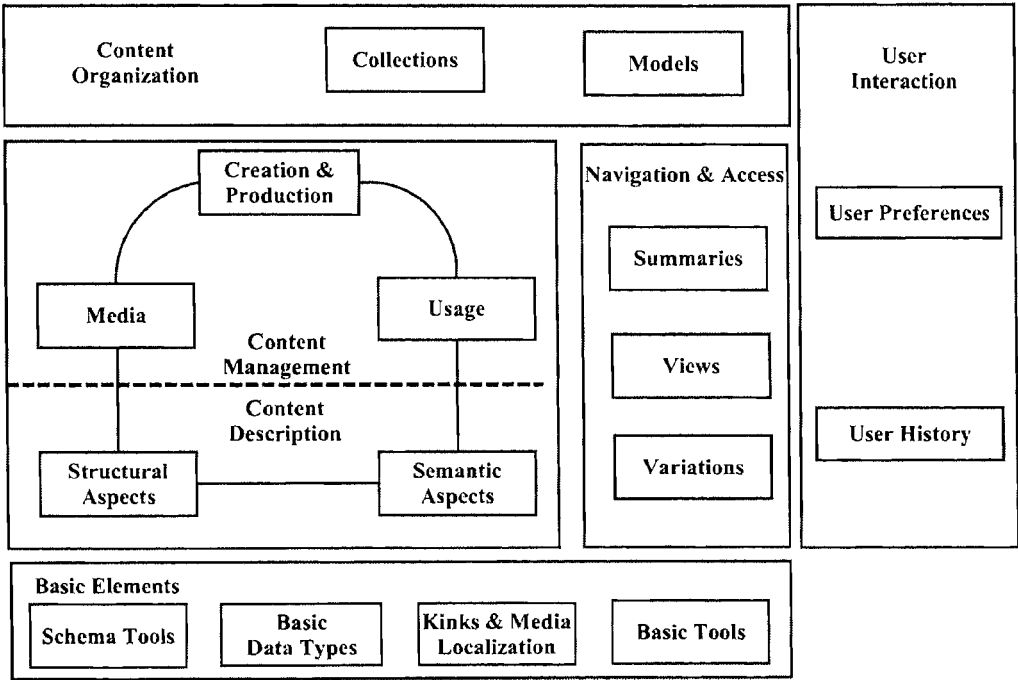 Content
Organization
Collections
Models
User
Interaction
Creation &
Production
Navigation & Access
User Preferences
Summaries
Media
Usage
Content
Management
Views
Content
Description
User History
Structural
Aspects
Semantic
Aspects
Variations
Basic Elements
Schema Tools
Basic
Data Types
Kinks & Media
Localization
Basic Tools